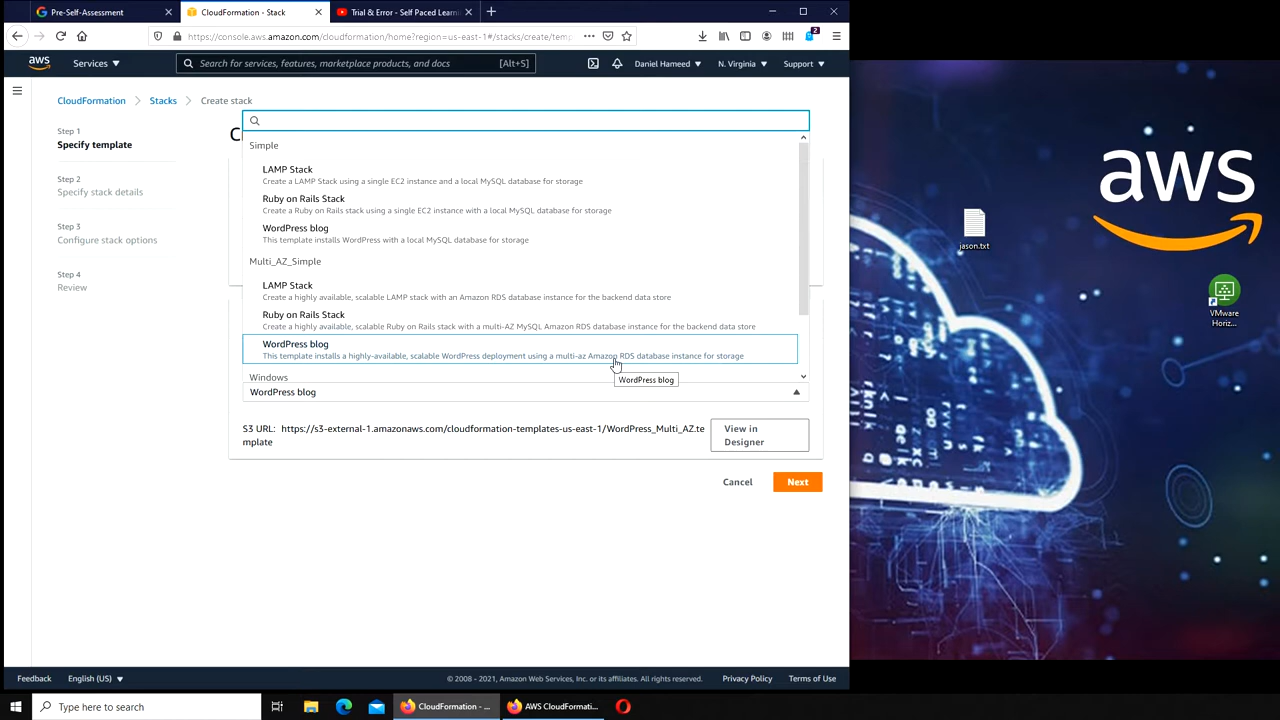 Pre-Self-Assessment
CloudFormation - Stack
Trial & Error - Self Paced Learni
https://console.aws.amazon.com/cloudformation/home?region=us-east-1#/stacks/create/temp
2
aws
Services
Search for services, features, marketplace products, and docs
[Alt+S]
Daniel Hameed
N. Virginia
Support
CloudFormation
Stacks
Create stack
Step 1
Specify template
Step 2
Specify stack details
Step 3
Configure stack options
Step 4
Review
C
Simple
LAMP Stack
Create a LAMP Stack using a single EC2 instance and a local MySQL database for storage
Ruby on Rails Stack
Create a Ruby on Rails stack using a single EC2 instance with a local MySQL database for storage
WordPress blog
This template installs WordPress with a local MySQL database for storage
Multi_AZ_Simple
LAMP Stack
Create a highly available, scalable LAMP stack with an Amazon RDS database instance for the backend data store
Ruby on Rails Stack
Create a highly available, scalable Ruby on Rails stack with a multi-AZ MySQL Amazon RDS database instance for the backend data store
WordPress blog
This template installs a highly-available, scalable WordPress deployment using a multi-az Amazon RDS database instance for storage
WordPress blog
Windows
WordPress blog
S3 URL: https://s3-external-1.amazonaws.com/cloudformation-templates-us-east-1/WordPress_Multi_AZ.te
mplate
View in
Designer
Cancel
Next
Feedback
English (US)
© 2008 - 2021, Amazon Web Services, Inc. or its affiliates. All rights reserved.
Privacy Policy
Terms of Use
aws
jason.txt
VMware
Horiz...
Type here to search
CloudFormation - ...
AWS CloudFormati...